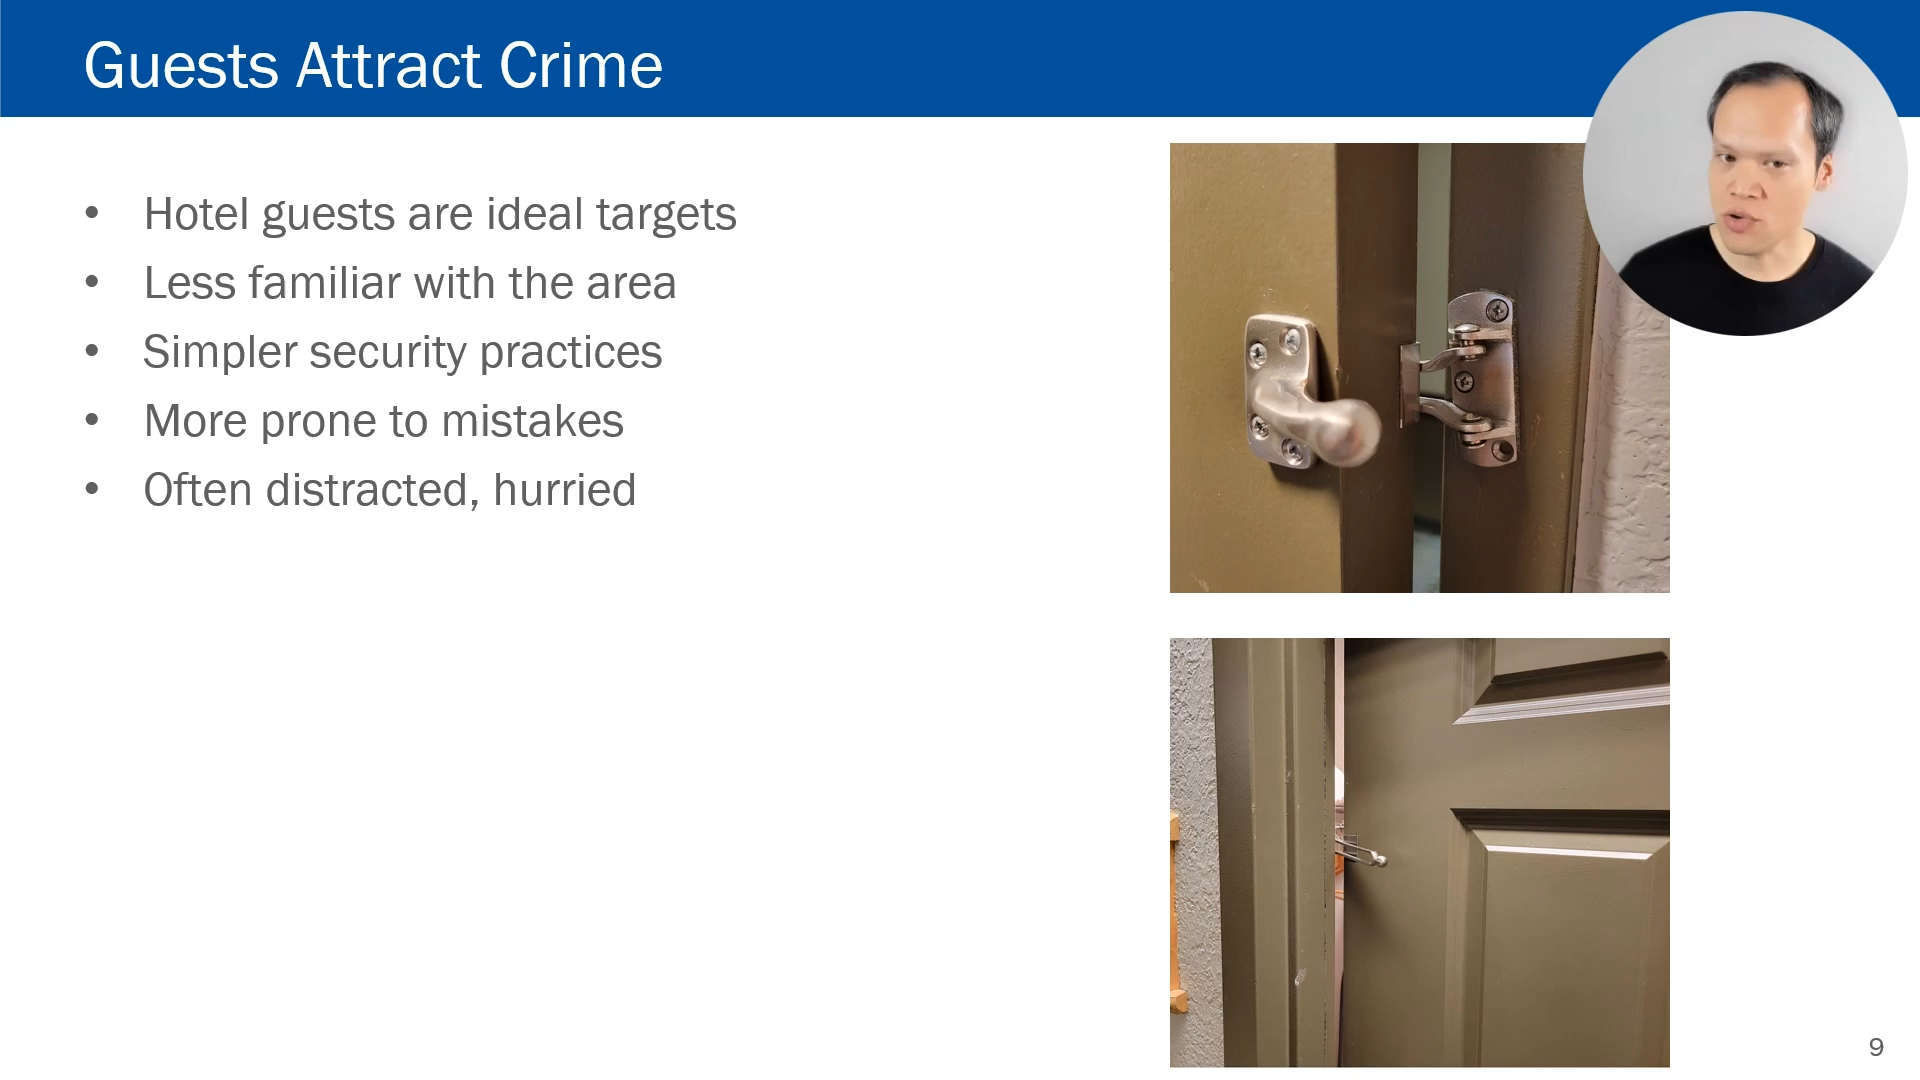 Guests Attract Crime
• Hotel guests are ideal targets
• Less familiar with the area
• Simpler security practices
• More prone to mistakes
• Often distracted, hurried
9